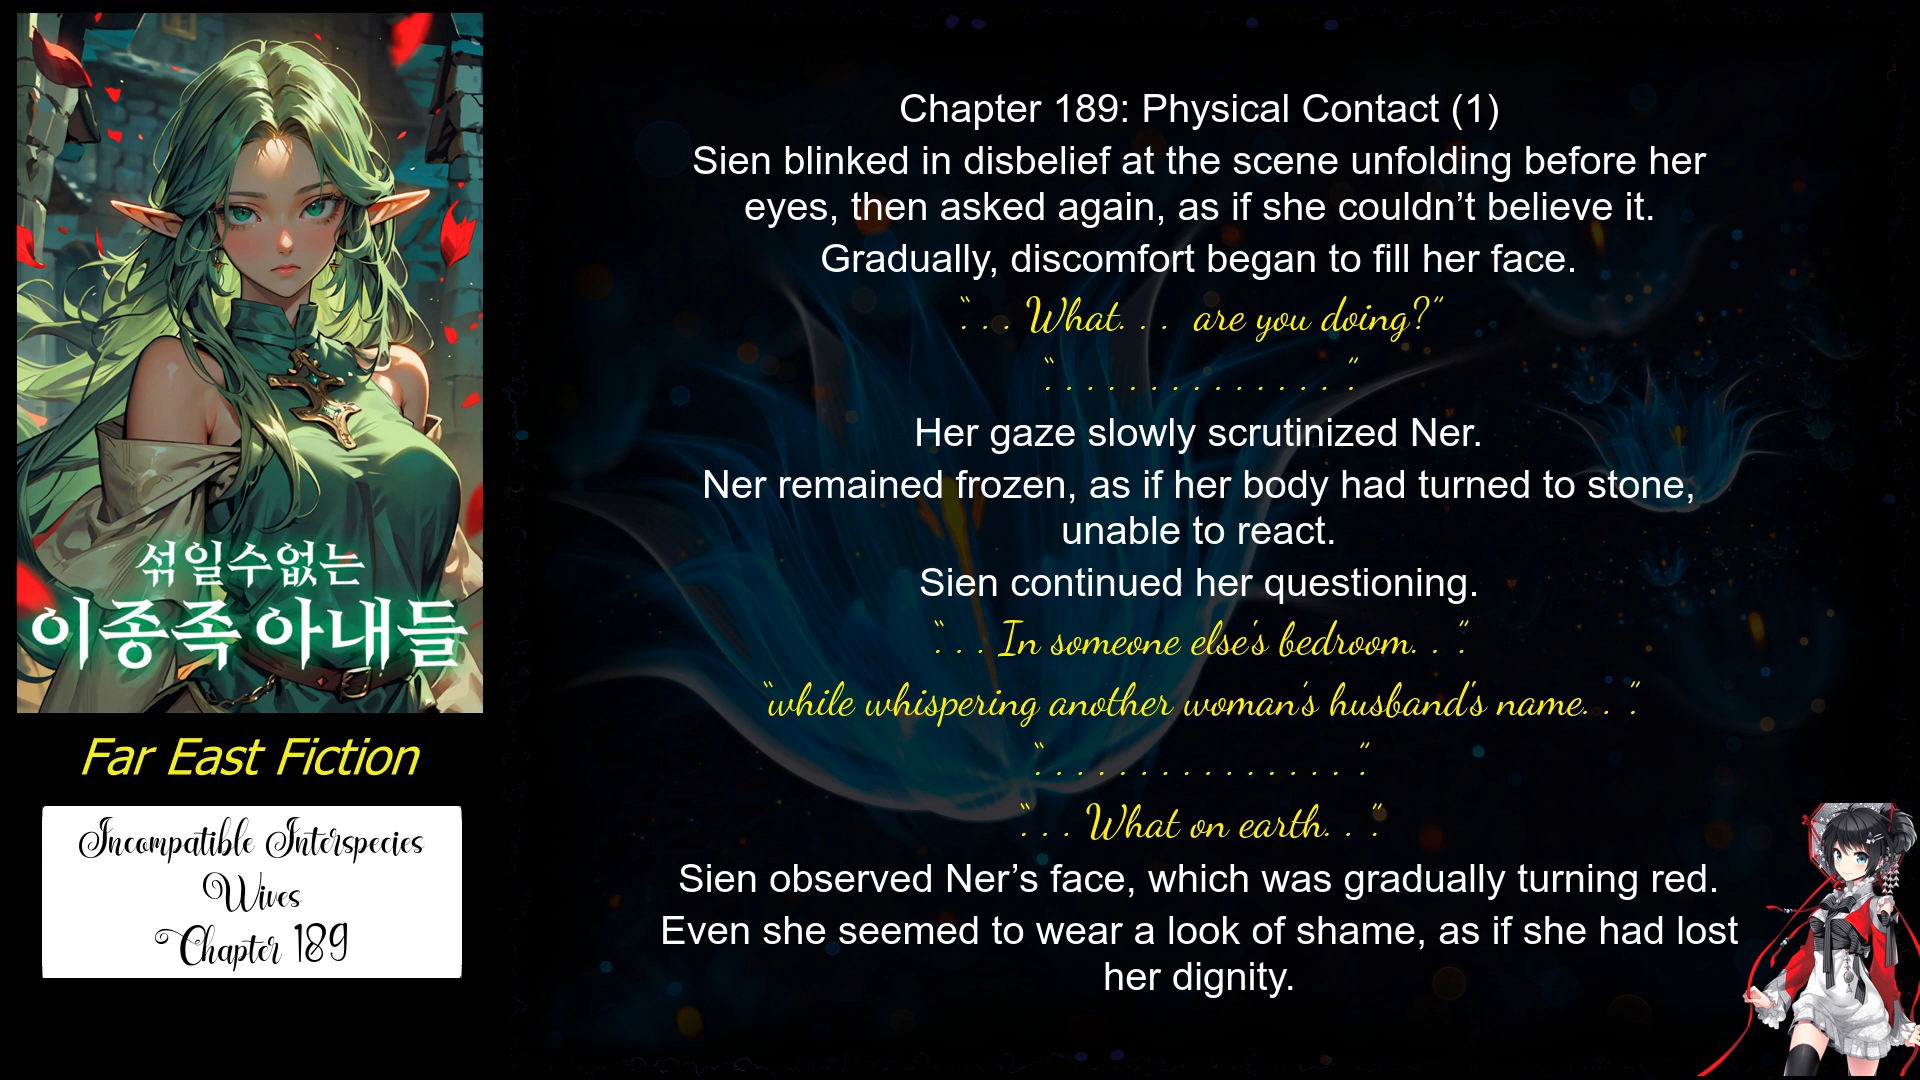 섞일수없는
이종족 아내들
Far East Fiction
Incompatible Interspecies
Wives
Chapter 189
Chapter 189: Physical Contact (1)
Sien blinked in disbelief at the scene unfolding before her
eyes, then asked again, as if she couldn’t believe it.
Gradually, discomfort began to fill her face.
“. . . What. . .  are you doing?”
“. . . . . . . . . . . . . . .”
Her gaze slowly scrutinized Ner.
Ner remained frozen, as if her body had turned to stone,
unable to react.
Sien continued her questioning.
“. . . In someone else's bedroom. . .”
“while whispering another woman's husband's name. . .”
“. . . . . . . . . . . . . . . .”
“. . . What on earth. . .”
Sien observed Ner’s face, which was gradually turning red.
Even she seemed to wear a look of shame, as if she had lost
her dignity.